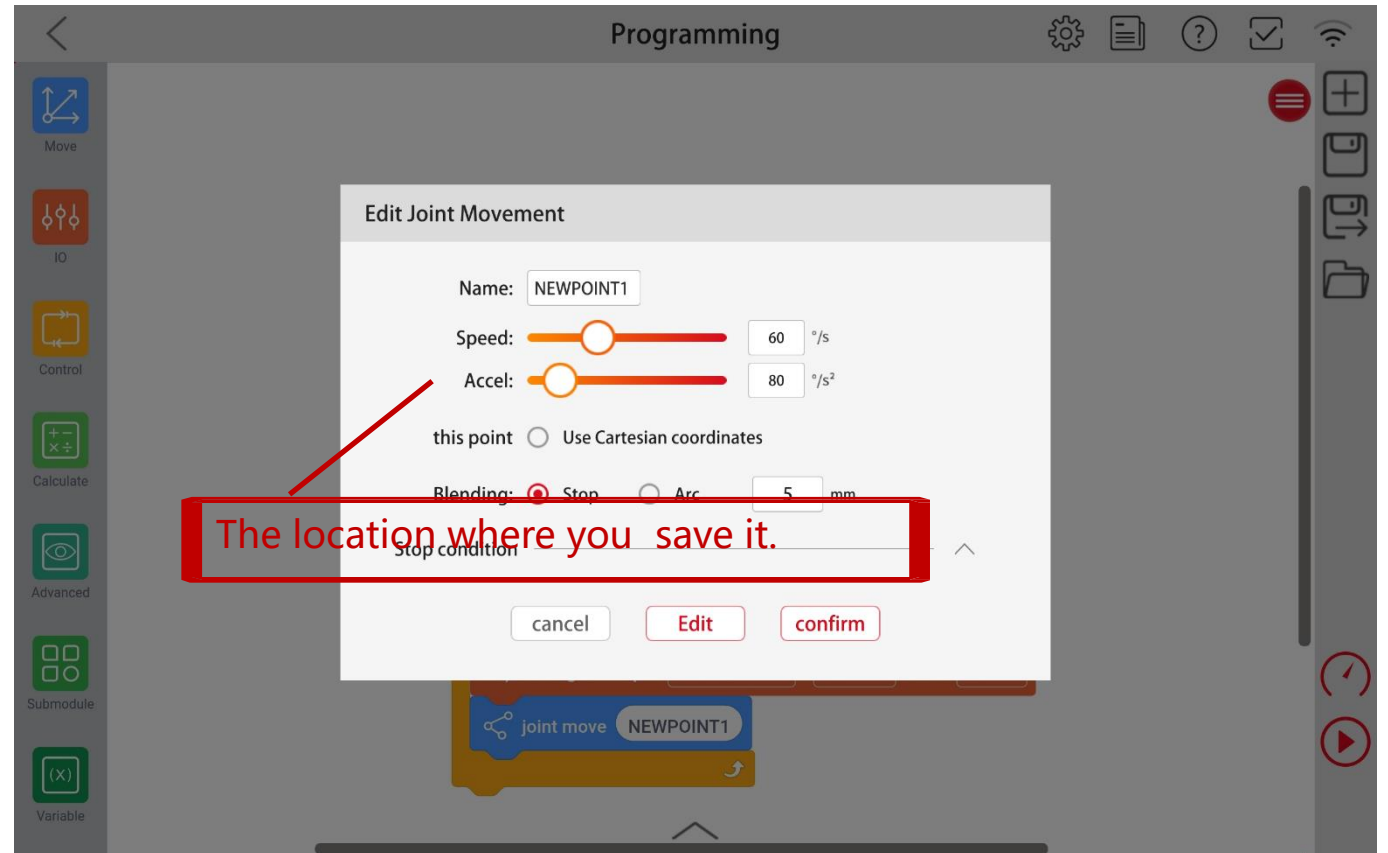 Programming
Move
IO
Control
Calculate
Advanced
Submodule
(X)
Variable
Edit Joint Movement
Name: NEWPOINT1
Speed: 60 °/s
Accel: 80 °/s²
this point Use Cartesian coordinates
Blending: Stop Arc 5 mm
The location where you save it.
Stop condition
cancel Edit confirm
joint move NEWPOINT1